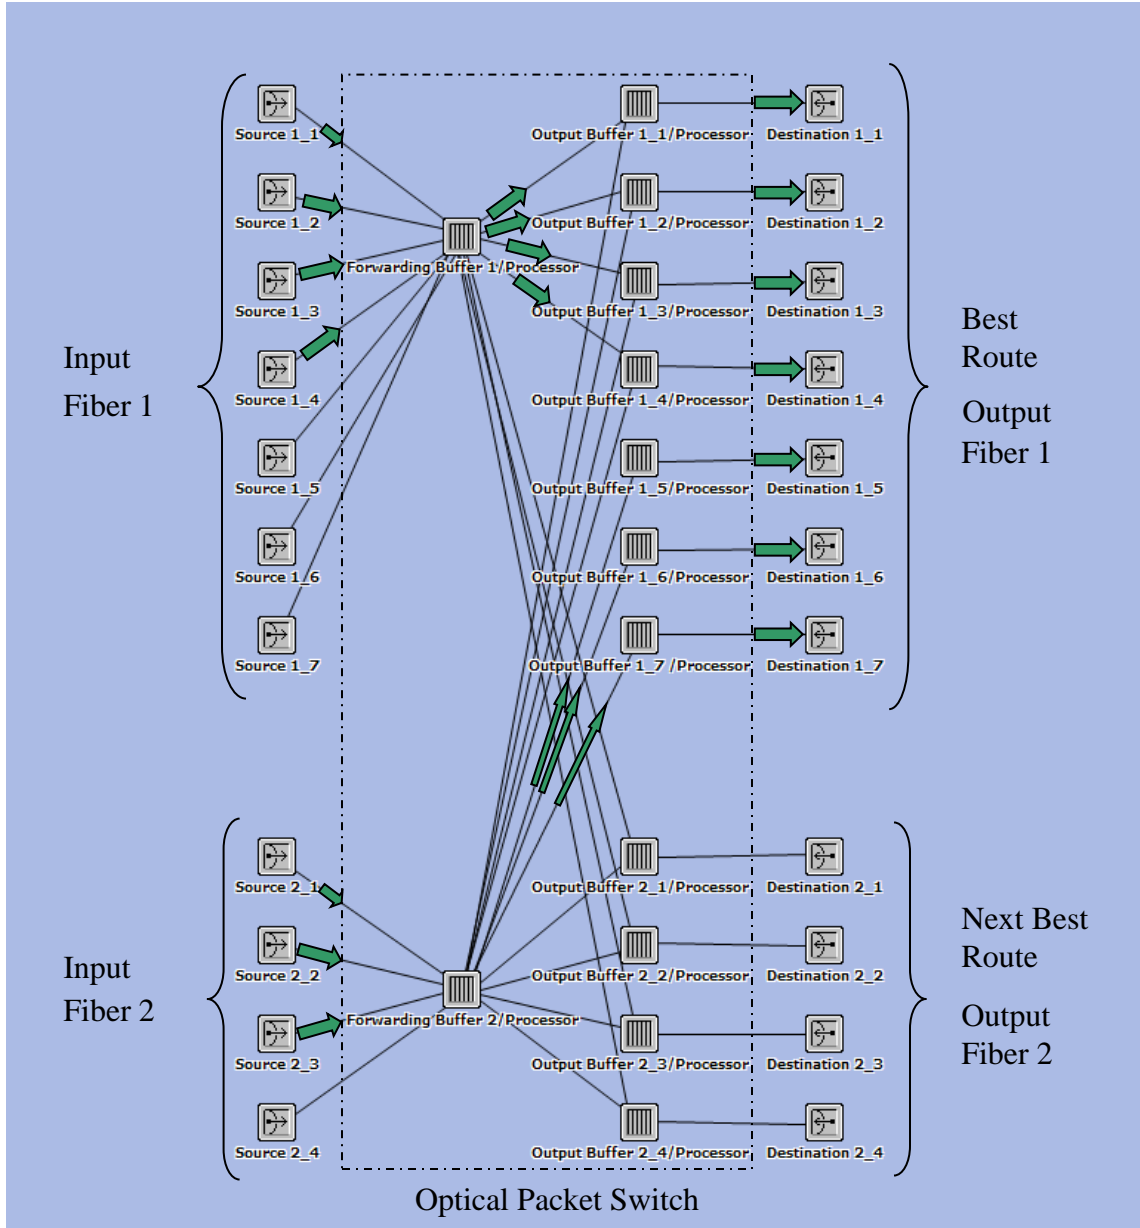 Source 1_1
Output Buffer 1_1/Processor
Destination 1_1
Source 1_2
Output Buffer 1_2/Processor
Destination 1_2
Forwarding Buffer 1/Processor
Source 1_3
Output Buffer 1_3/Processor
Destination 1_3
Input
Fiber 1
Best
Route
Output
Fiber 1
Source 1_4
Output Buffer 1_4/Processor
Destination 1_4
Source 1_5
Output Buffer 1_5/Processor
Destination 1_5
Source 1_6
Output Buffer 1_6/Processor
Destination 1_6
Source 1_7
Output Buffer 1_7 /Processor
Destination 1_7
Source 2_1
Output Buffer 2_1/Processor
Destination 2_1
Input
Fiber 2
Next Best
Route
Output
Fiber 2
Source 2_2
Output Buffer 2_2/Processor
Destination 2_2
Forwarding Buffer 2/Processor
Source 2_3
Output Buffer 2_3/Processor
Destination 2_3
Source 2_4
Output Buffer 2_4/Processor
Destination 2_4
Optical Packet Switch